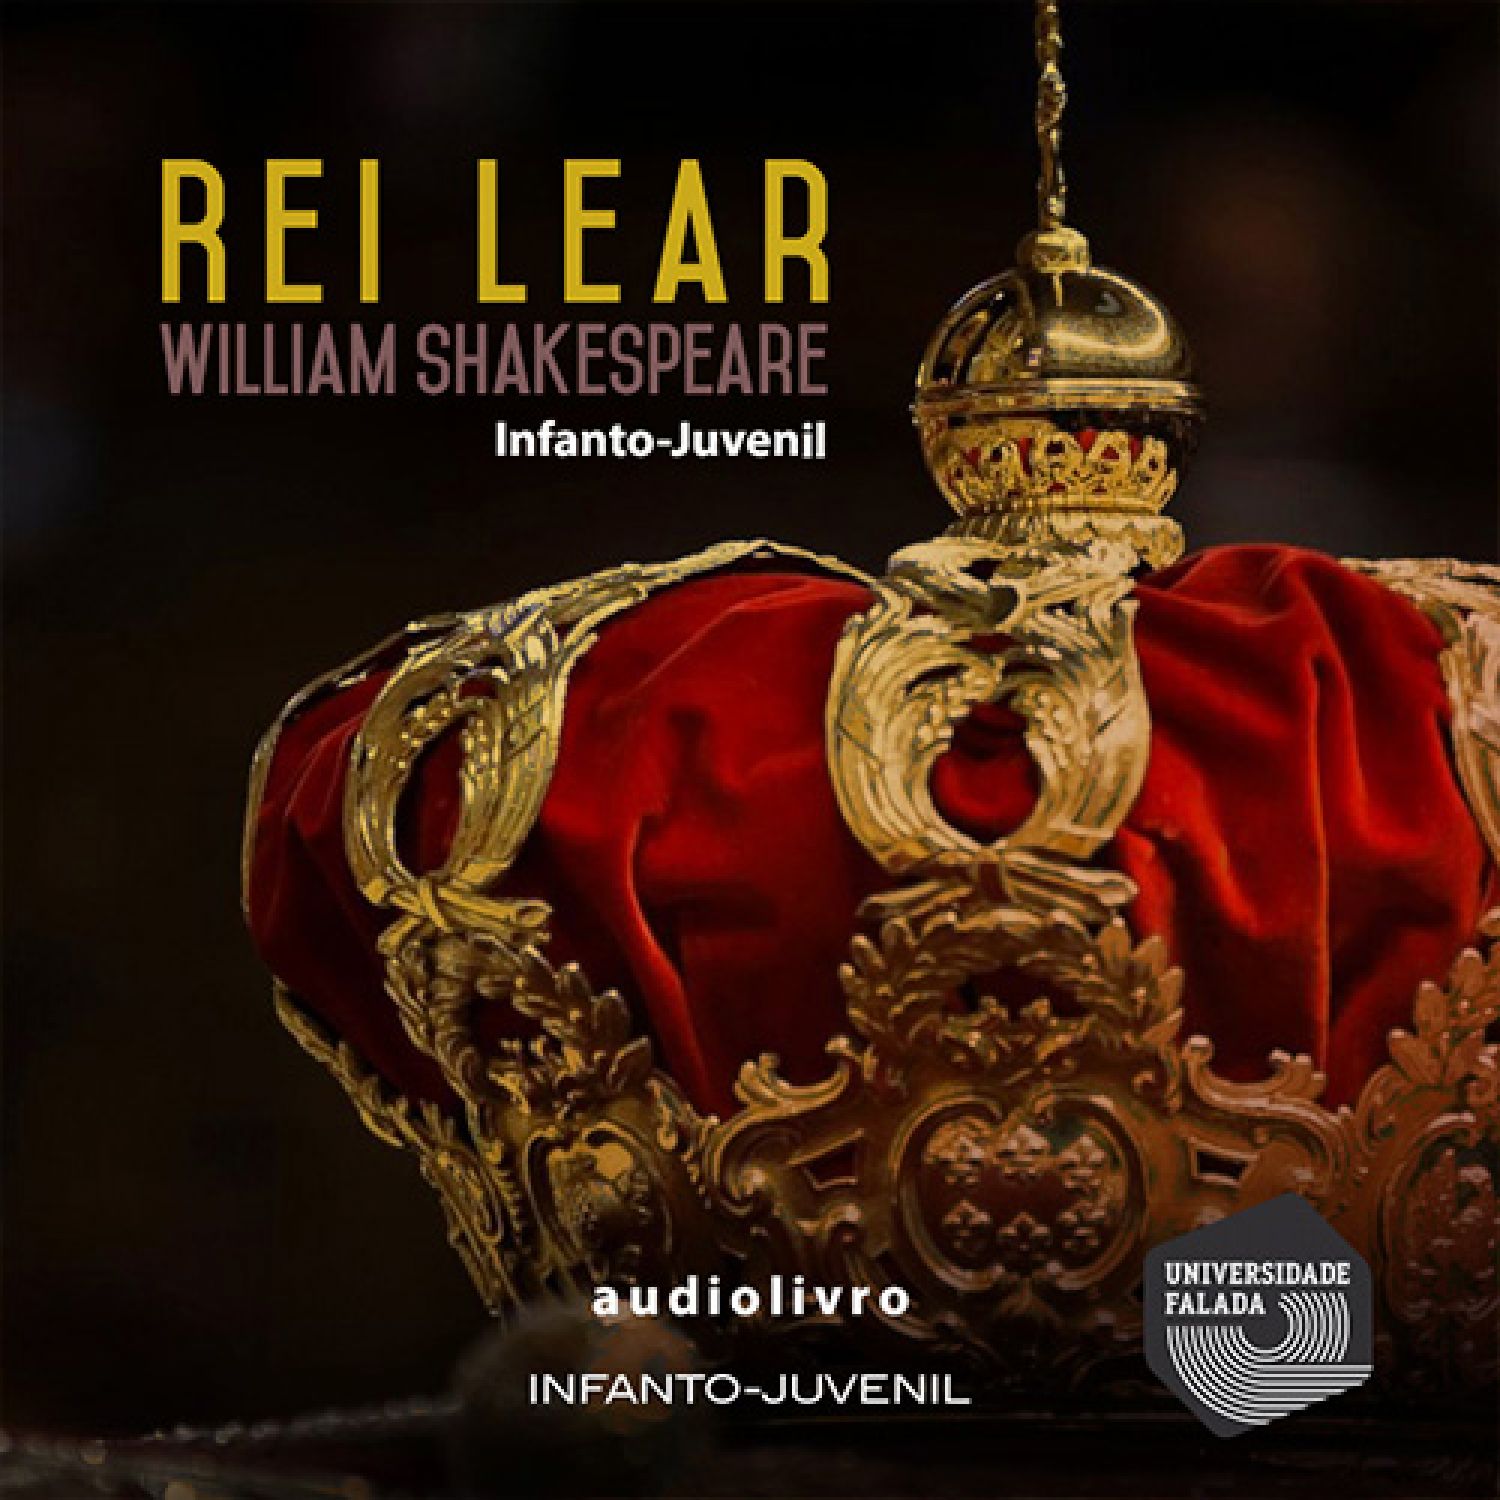 REI LEAR
WILLIAM SHAKESPEARE
Infanto-Juvenil
audiolivro
INFANTO-JUVENIL
UNIVERSIDADE
FALADA